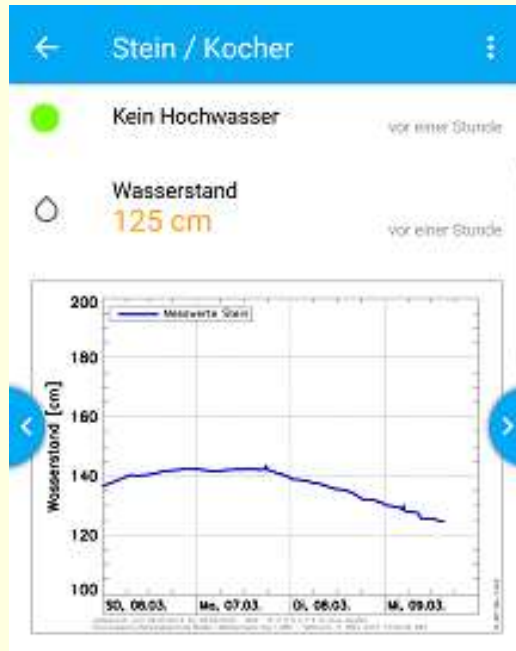 Stein / Kocher
Kein Hochwasser
vor einer Stunde
Wasserstand
125 cm
vor einer Stunde
200
Messwerte Stein
180
160
Wasserstand [cm]
140
120
100
SO, 06.03.
Mo, 07.03.
Di, 08.03.
Mi, 09.03.